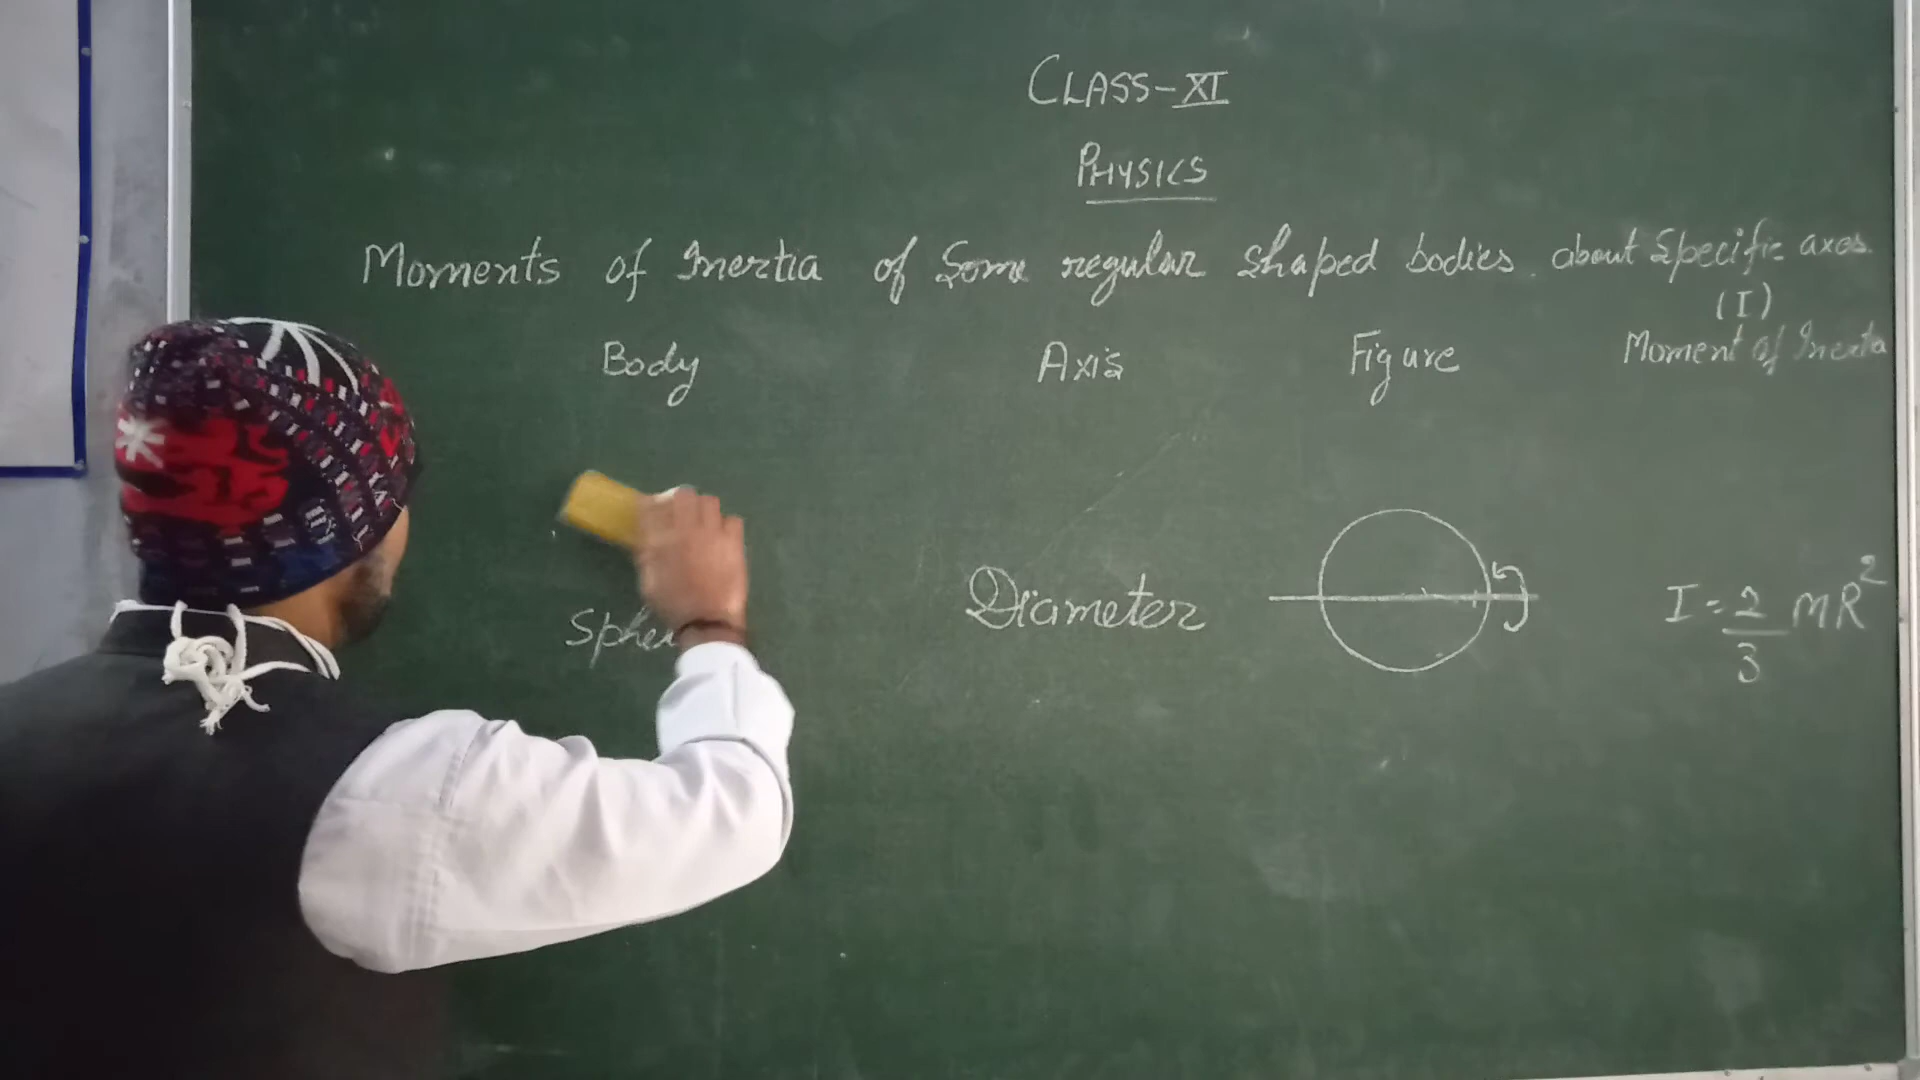 CLASS-XI
PHYSICS
Moments of Inertia of Some regular shaped bodies. about Specific axes.
(I)
Body Axis Figure Moment of Inertia
Diameter I = 2/3 MR²